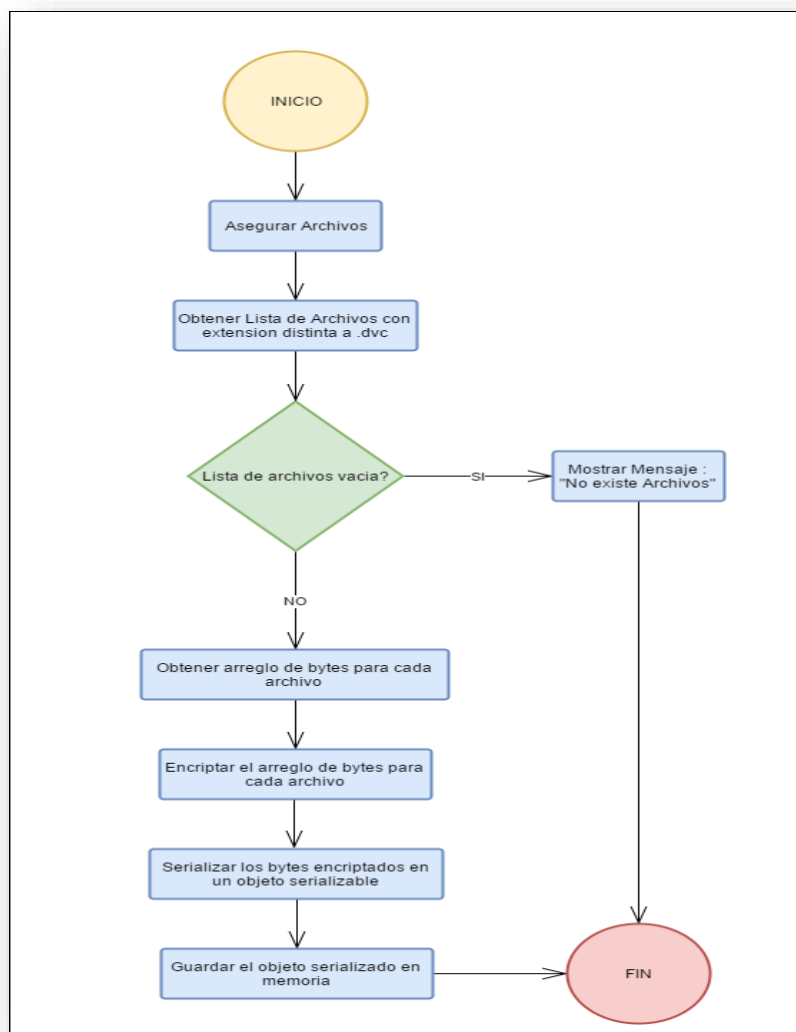 INICIO
Asegurar Archivos
Obtener Lista de Archivos con
extension distinta a .dvc
Lista de archivos vacia?
SI
Mostrar Mensaje :
"No existe Archivos"
NO
Obtener arreglo de bytes para cada
archivo
Encriptar el arreglo de bytes para
cada archivo
Serializar los bytes encriptados en
un objeto serializable
Guardar el objeto serializado en
memoria
FIN